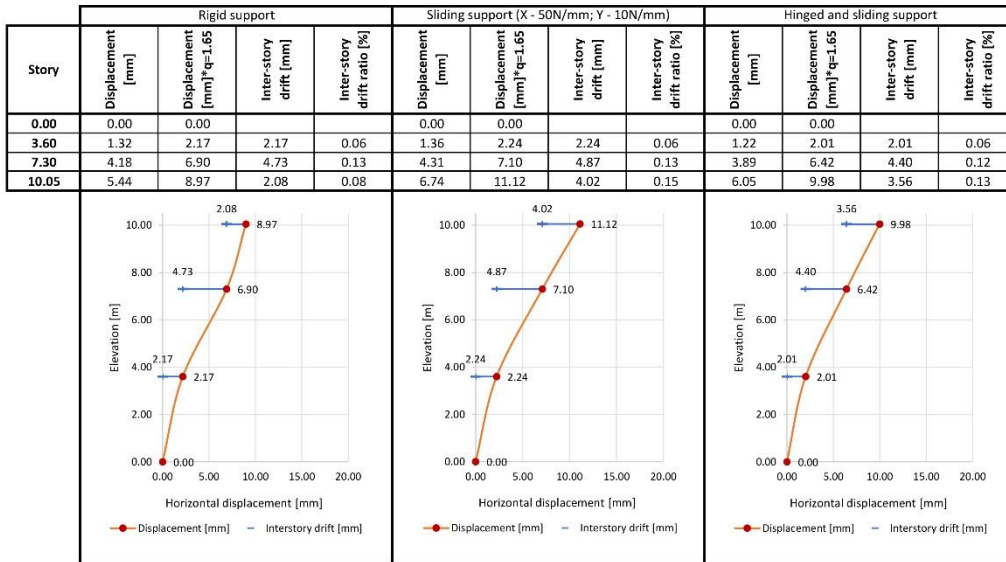 Rigid support Sliding support (X - 50N/mm; Y - 10N/mm) Hinged and sliding support
Story Displacement [mm] Displacement [mm]*q=1.65 Inter-story drift [mm] Inter-story drift ratio [%] Displacement [mm] Displacement [mm]*q=1.65 Inter-story drift [mm] Inter-story drift ratio [%] Displacement [mm] Displacement [mm]*q=1.65 Inter-story drift [mm] Inter-story drift ratio [%]
0.00 0.00 0.00 0.00 0.00 0.00 0.00
3.60 1.32 2.17 2.17 0.06 1.36 2.24 2.24 0.06 1.22 2.01 2.01 0.06
7.30 4.18 6.90 4.73 0.13 4.31 7.10 4.87 0.13 3.89 6.42 4.40 0.12
10.05 5.44 8.97 2.08 0.08 6.74 11.12 4.02 0.15 6.05 9.98 3.56 0.13
Elevation [m]
2.08
10.00 8.97
8.00
4.73
6.90
6.00
2.17
4.00
2.17
2.00
0.00 0.00
0.00 5.00 10.00 15.00 20.00
Horizontal displacement [mm]
Displacement [mm] Interstory drift [mm]
Elevation [m]
4.02
10.00 11.12
8.00
4.87
7.10
6.00
2.24
4.00
2.24
2.00
0.00 0.00
0.00 5.00 10.00 15.00 20.00
Horizontal displacement [mm]
Displacement [mm] Interstory drift [mm]
Elevation [m]
3.56
10.00 9.98
8.00
4.40
6.42
6.00
2.01
4.00
2.01
2.00
0.00 0.00
0.00 5.00 10.00 15.00 20.00
Horizontal displacement [mm]
Displacement [mm] Interstory drift [mm]